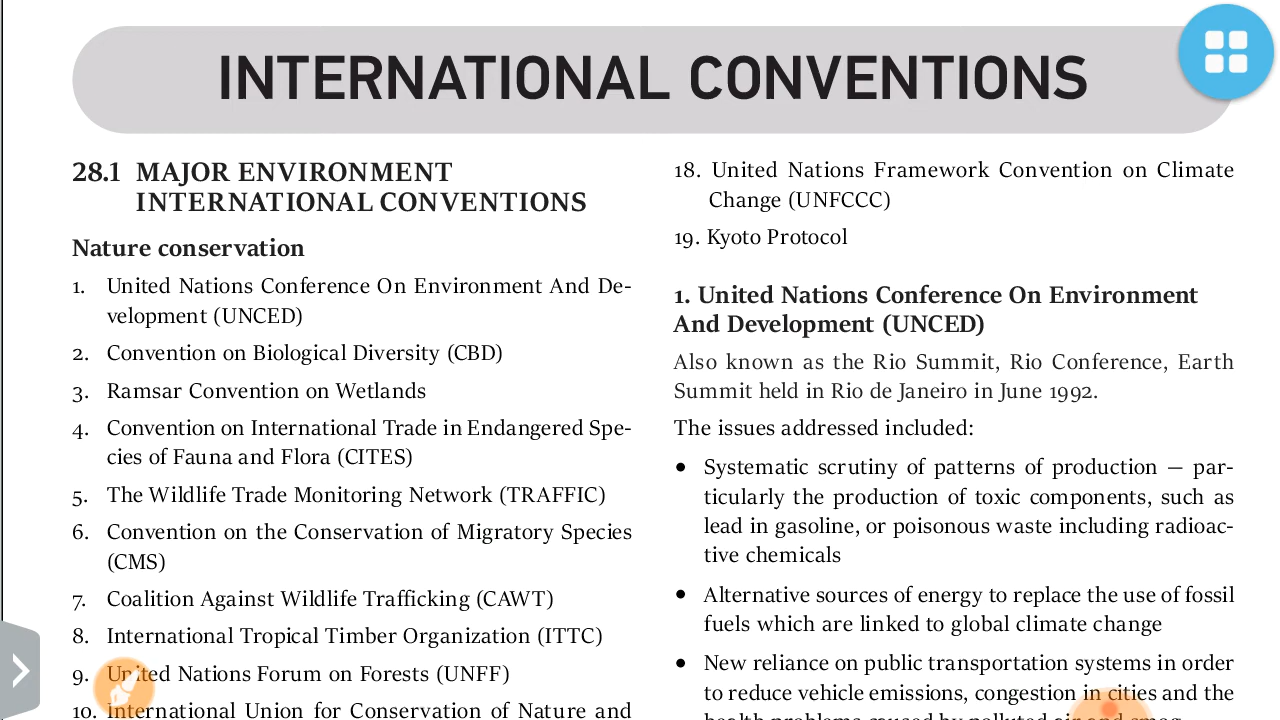 INTERNATIONAL CONVENTIONS
28.1 MAJOR ENVIRONMENT
INTERNATIONAL CONVENTIONS
Nature conservation
1. United Nations Conference On Environment And De-
velopment (UNCED)
2. Convention on Biological Diversity (CBD)
3. Ramsar Convention on Wetlands
4. Convention on International Trade in Endangered Spe-
cies of Fauna and Flora (CITES)
5. The Wildlife Trade Monitoring Network (TRAFFIC)
6. Convention on the Conservation of Migratory Species
(CMS)
7. Coalition Against Wildlife Trafficking (CAWT)
8. International Tropical Timber Organization (ITTC)
9. United Nations Forum on Forests (UNFF)
10. International Union for Conservation of Nature and
18. United Nations Framework Convention on Climate
Change (UNFCCC)
19. Kyoto Protocol
1. United Nations Conference On Environment
And Development (UNCED)
Also known as the Rio Summit, Rio Conference, Earth
Summit held in Rio de Janeiro in June 1992.
The issues addressed included:
• Systematic scrutiny of patterns of production — par-
ticularly the production of toxic components, such as
lead in gasoline, or poisonous waste including radioac-
tive chemicals
• Alternative sources of energy to replace the use of fossil
fuels which are linked to global climate change
• New reliance on public transportation systems in order
to reduce vehicle emissions, congestion in cities and the
health problems caused by polluted air and smog